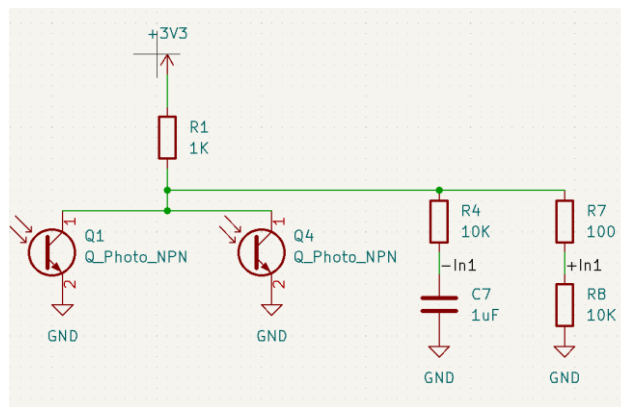 +3V3
R1
1K
1
Q1
Q_Photo_NPN
2
GND
1
Q4
Q_Photo_NPN
2
GND
R4
10K
-In1
C7
1uF
GND
R7
100
+In1
R8
10K
GND